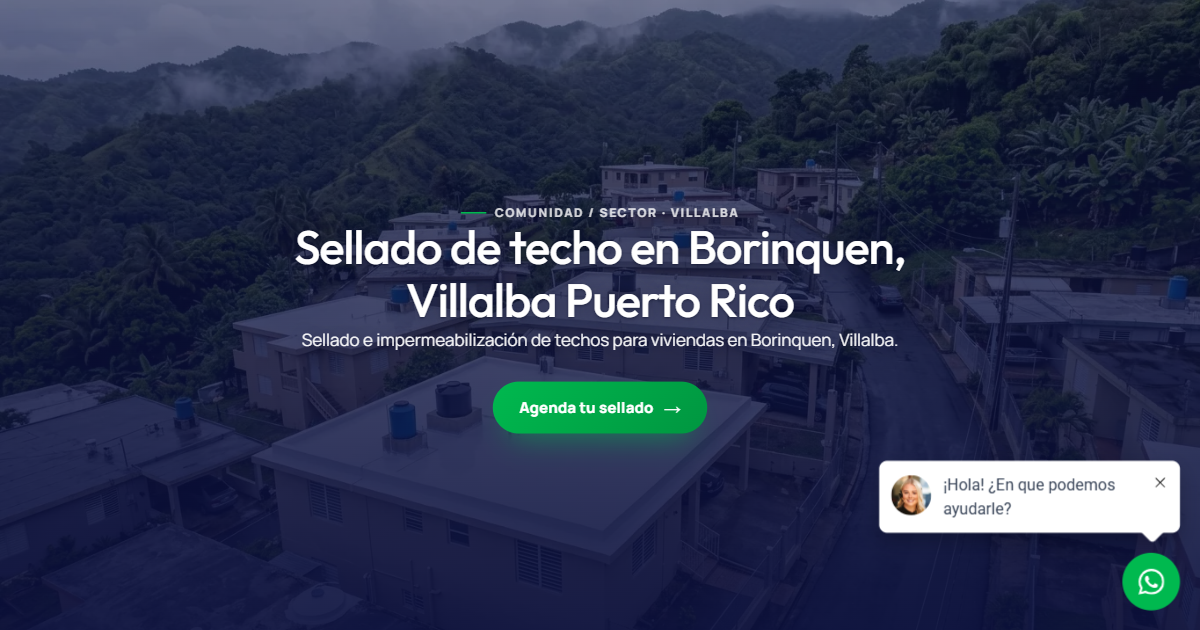 COMUNIDAD / SECTOR · VILLALBA
Sellado de techo en Borinquen,
Villalba Puerto Rico
Sellado e impermeabilización de techos para viviendas en Borinquen, Villalba.
Agenda tu sellado →
¡Hola! ¿En que podemos
ayudarle?